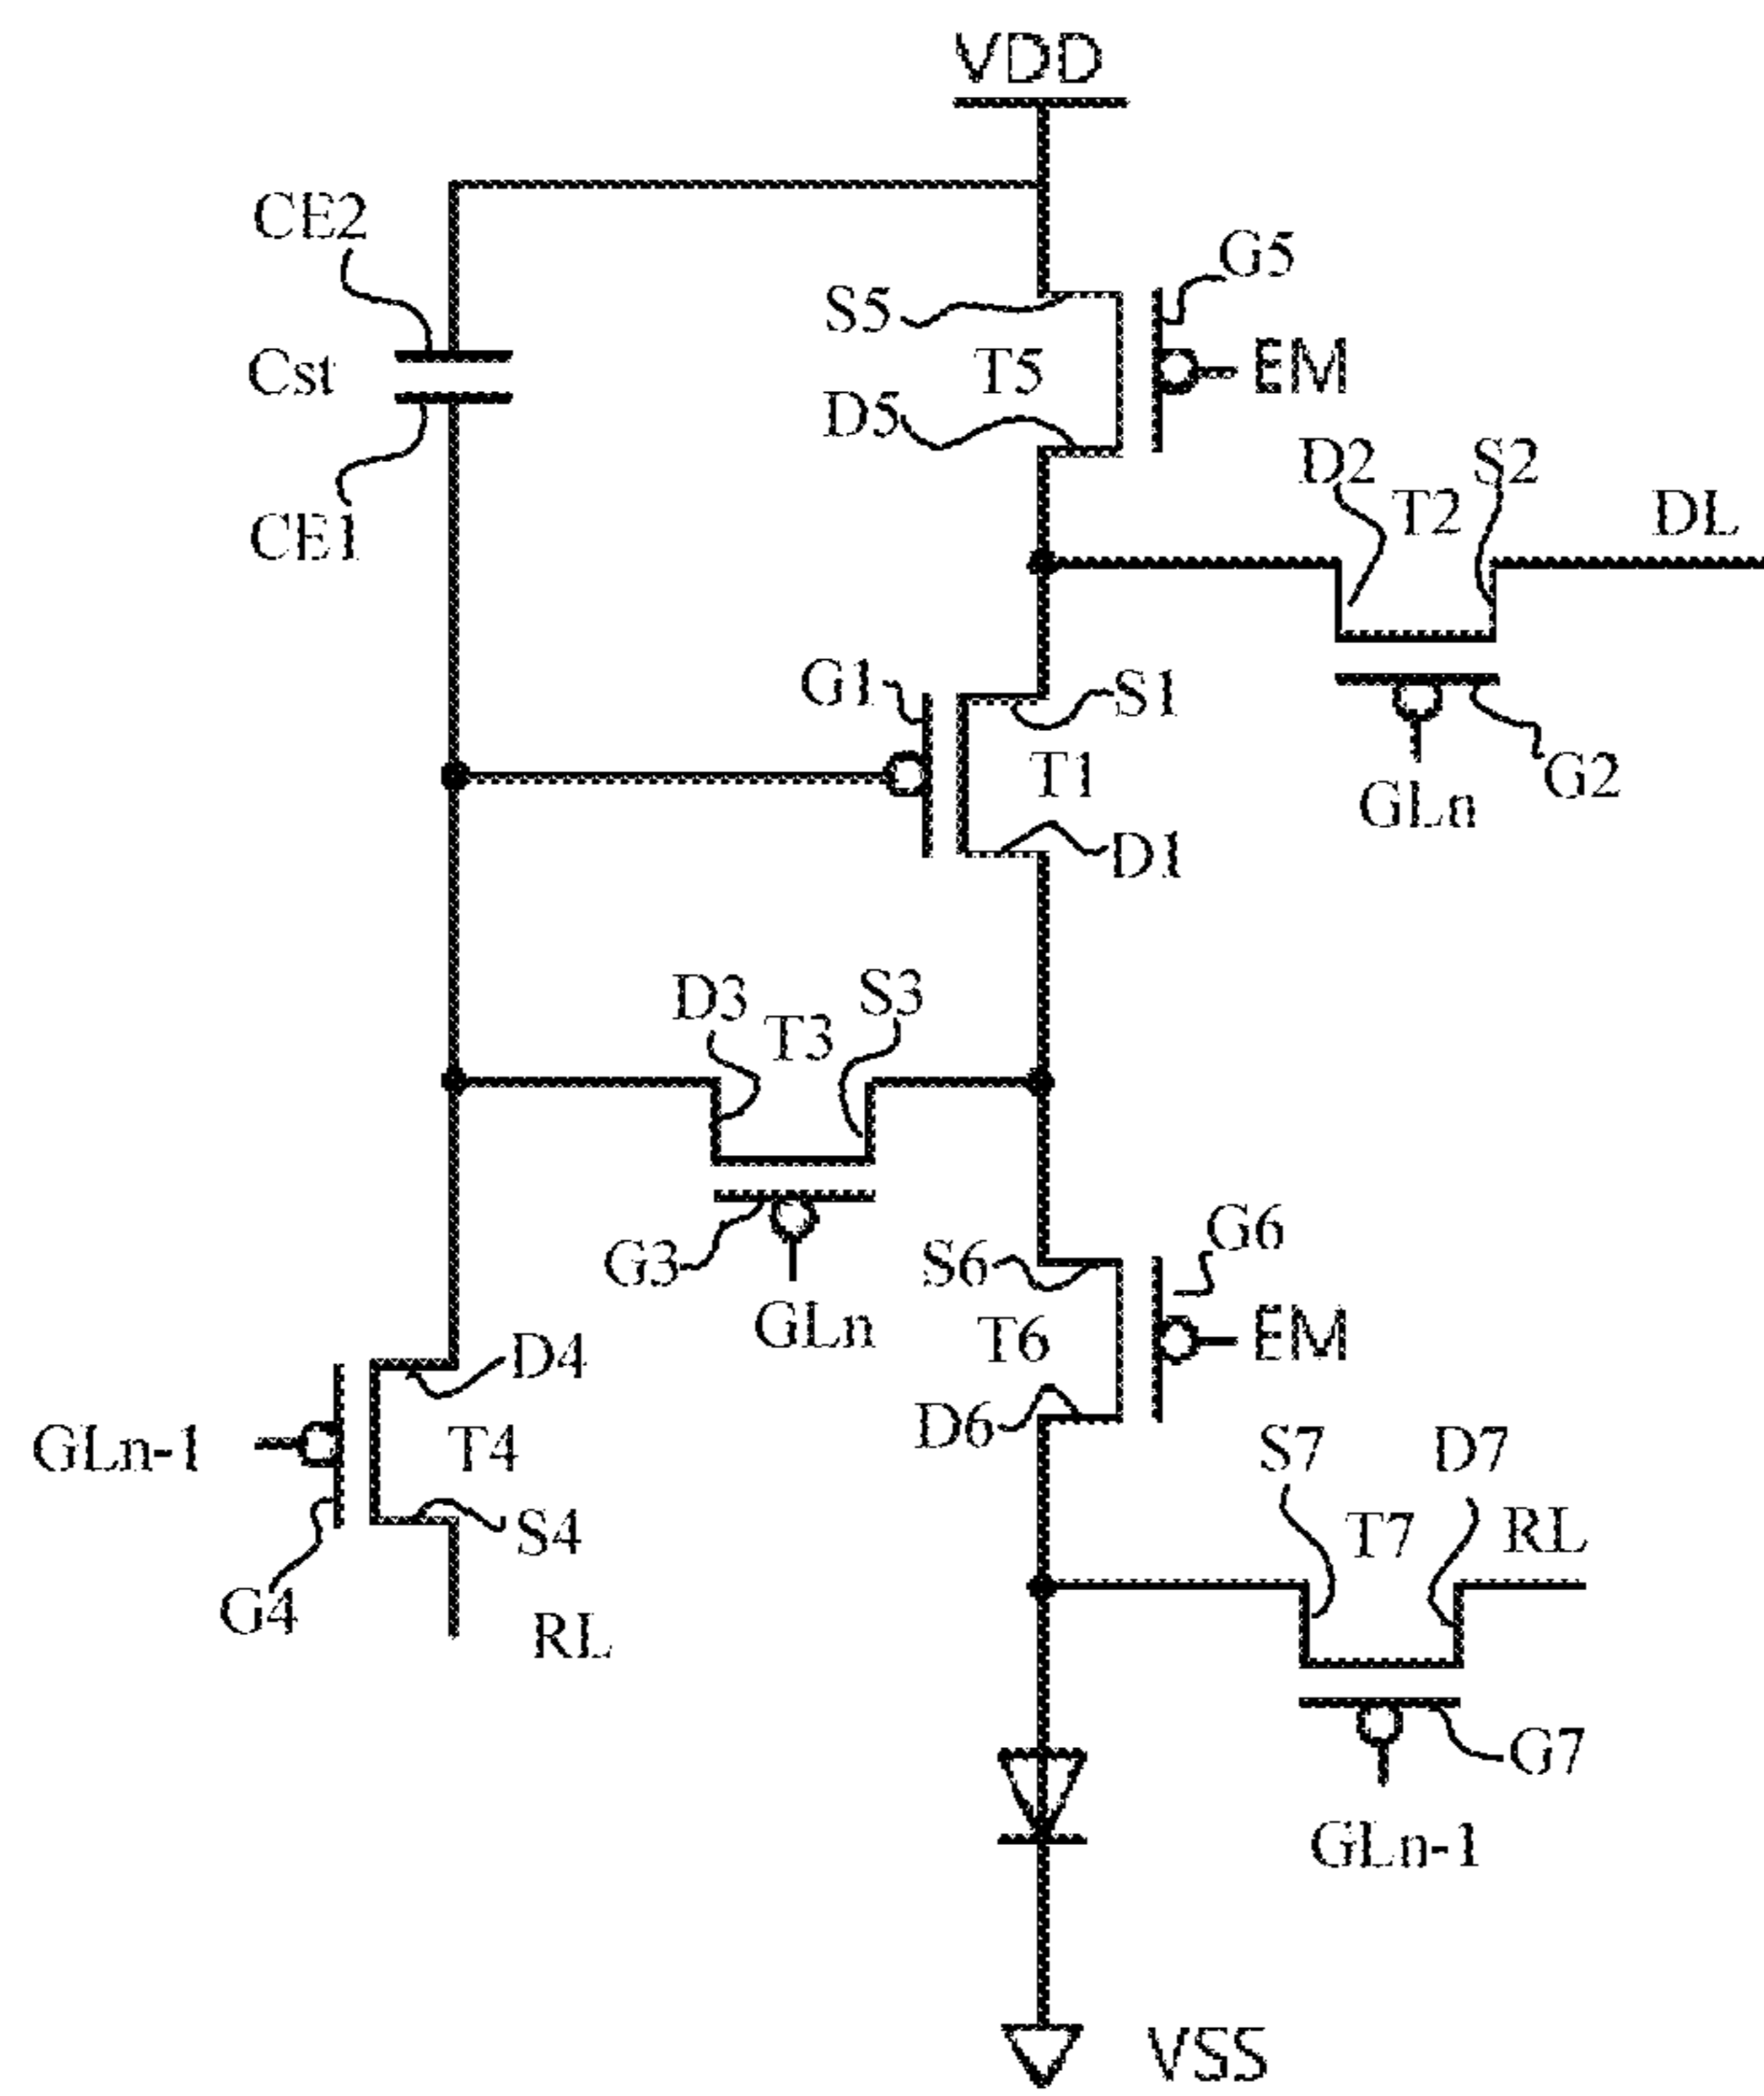 VDD
CE2
G5
S5
Cst
T5
EM
D5
D2
S2
T2
DL
CE1
G1
S1
T1
G2
GLn
D1
D3
S3
T3
G6
G3
S6
GLn
T6
EM
D4
D6
GLn-1
T4
S7
D7
S4
T7
RL
G4
RL
G7
GLn-1
VSS